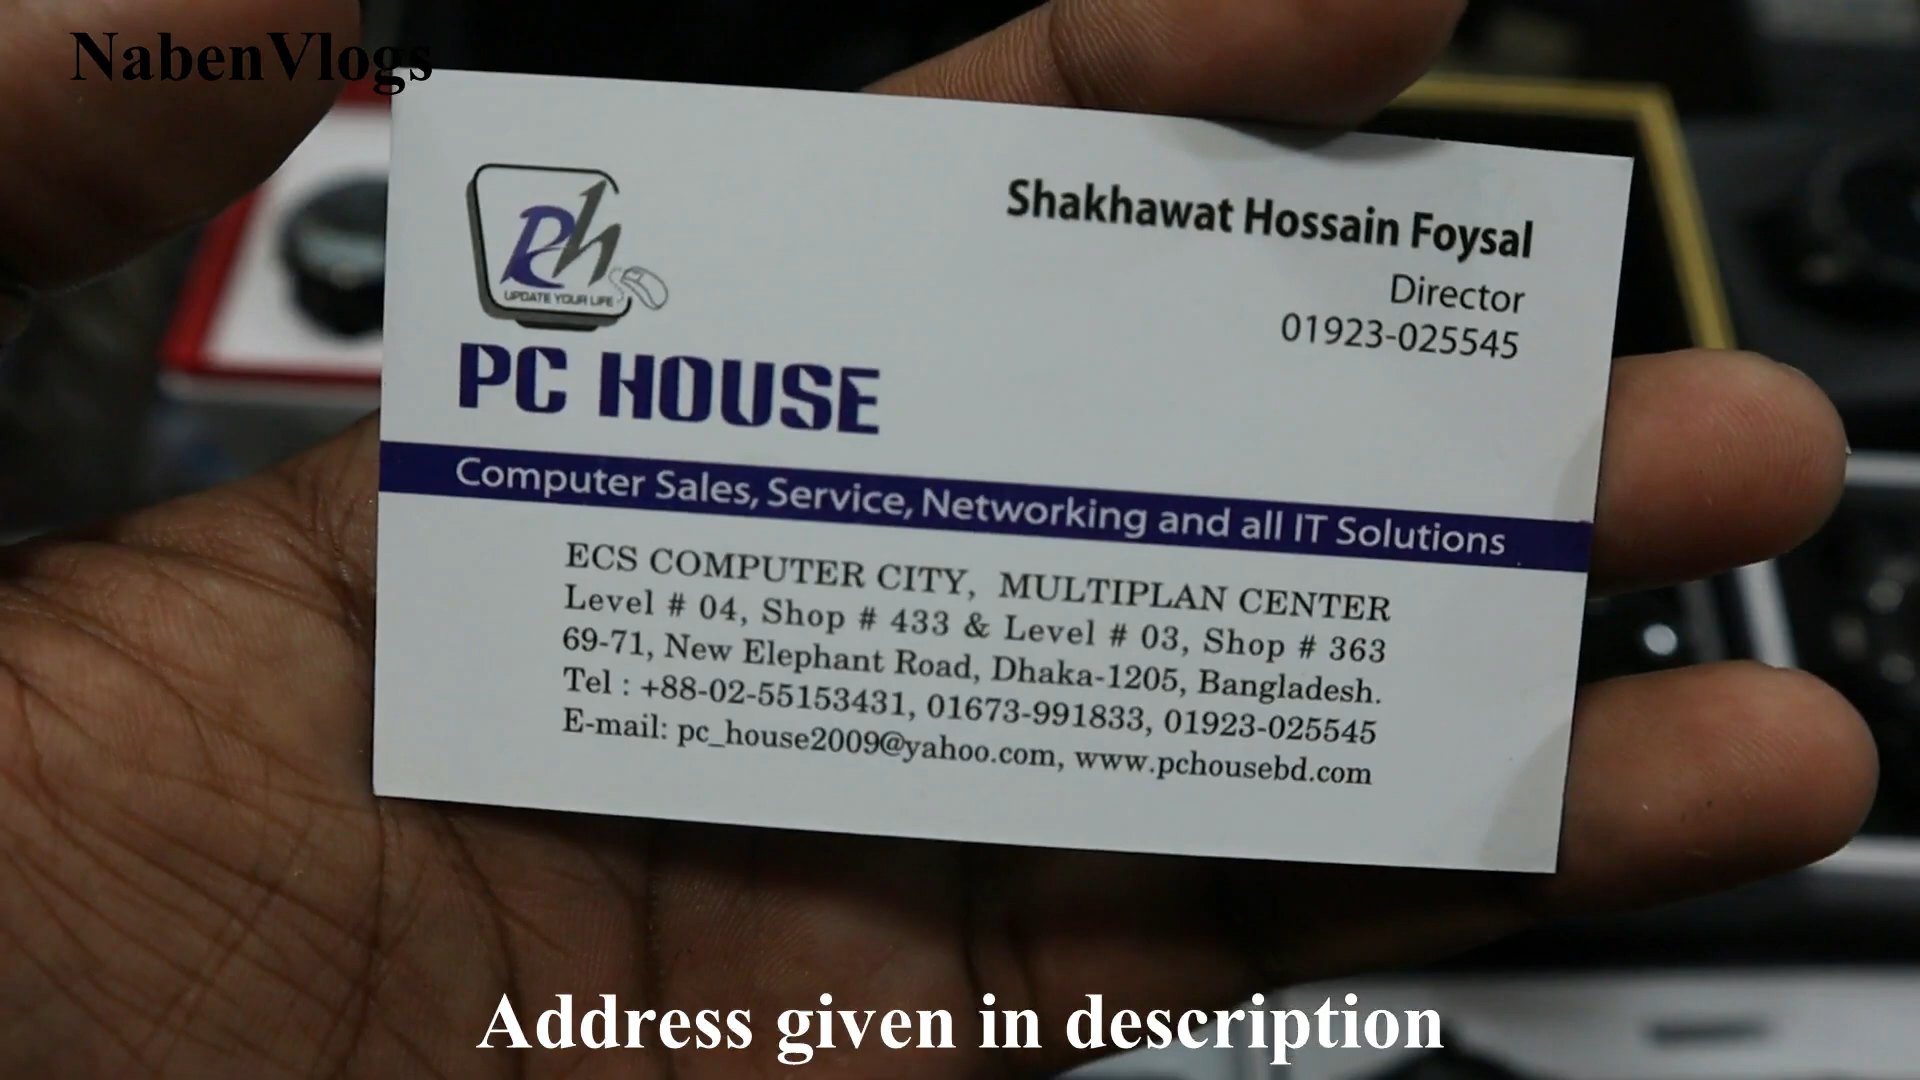 NabenVlogs
Ph
UPDATE YOUR LIFE
PC HOUSE
Shakhawat Hossain Foysal
Director
01923-025545
Computer Sales, Service, Networking and all IT Solutions
ECS COMPUTER CITY, MULTIPLAN CENTER
Level # 04, Shop # 433 & Level # 03, Shop # 363
69-71, New Elephant Road, Dhaka-1205, Bangladesh.
Tel : +88-02-55153431, 01673-991833, 01923-025545
E-mail: pc_house2009@yahoo.com, www.pchousebd.com
Address given in description